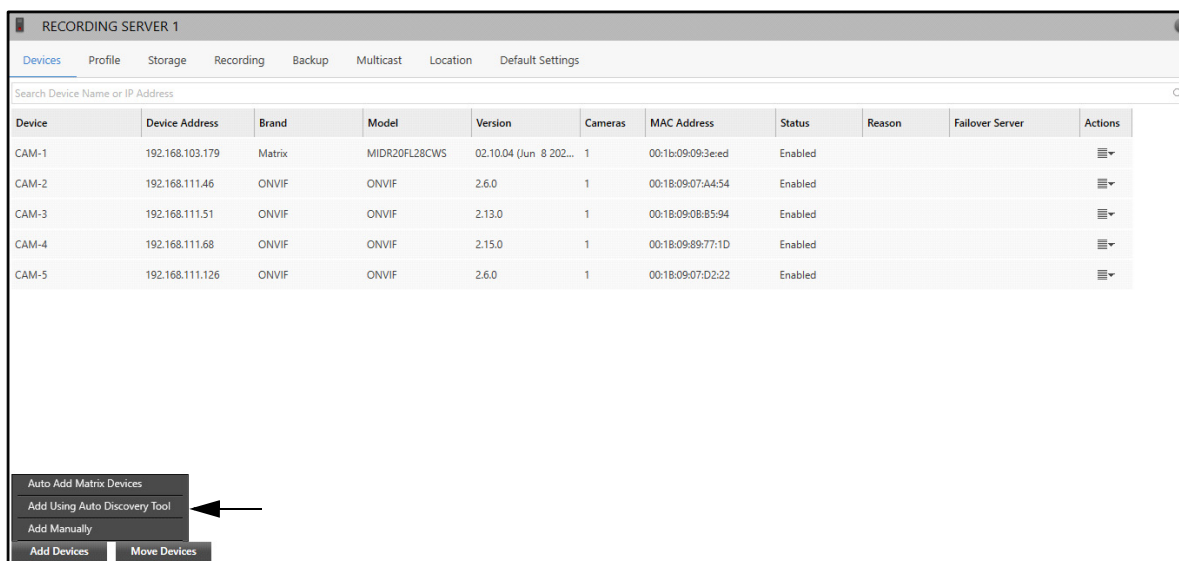 RECORDING SERVER 1
Devices Profile Storage Recording Backup Multicast Location Default Settings
Search Device Name or IP Address
Device Device Address Brand Model Version Cameras MAC Address Status Reason Failover Server Actions
CAM-1 192.168.103.179 Matrix MIDR20FL28CWS 02.10.04 (Jun 8 202... 1 00:1b:09:09:3e:ed Enabled
CAM-2 192.168.111.46 ONVIF ONVIF 2.6.0 1 00:1B:09:07:A4:54 Enabled
CAM-3 192.168.111.51 ONVIF ONVIF 2.13.0 1 00:1B:09:0B:B5:94 Enabled
CAM-4 192.168.111.68 ONVIF ONVIF 2.15.0 1 00:1B:09:89:77:1D Enabled
CAM-5 192.168.111.126 ONVIF ONVIF 2.6.0 1 00:1B:09:07:D2:22 Enabled
Auto Add Matrix Devices
Add Using Auto Discovery Tool
Add Manually
Add Devices Move Devices